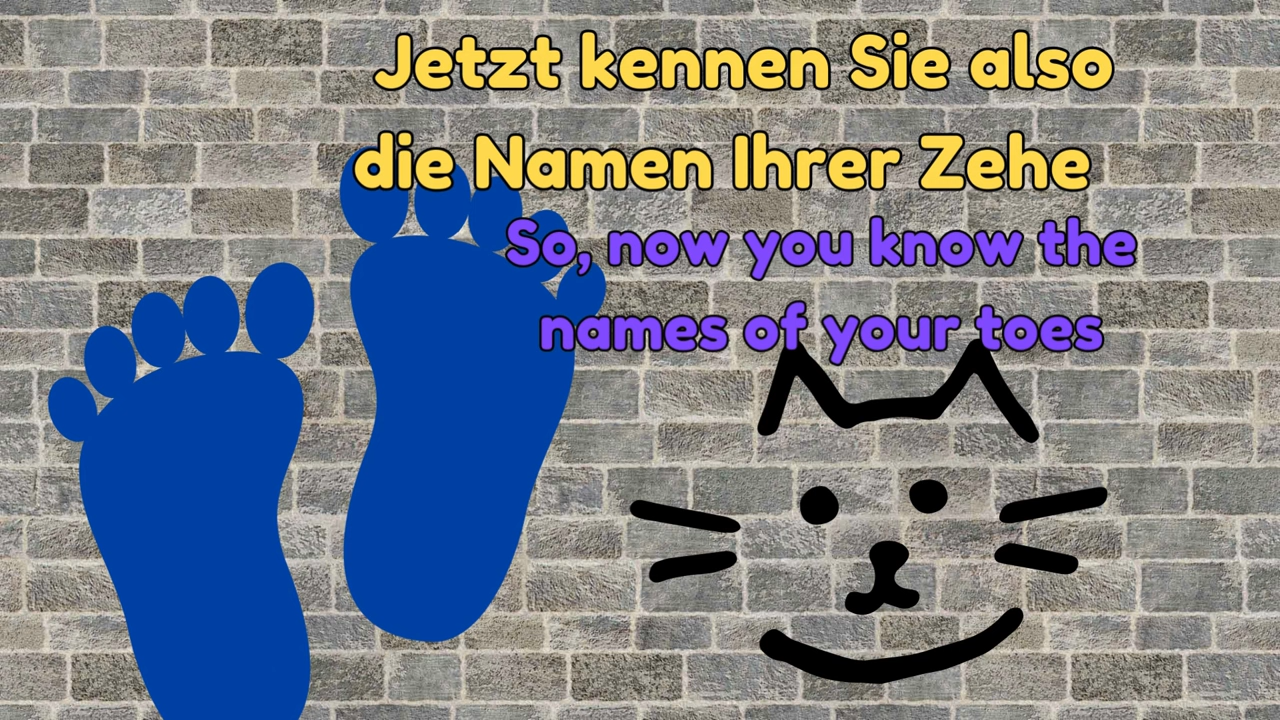 Jetzt kennen Sie also
die Namen Ihrer Zehe
So, now you know the
names of your toes